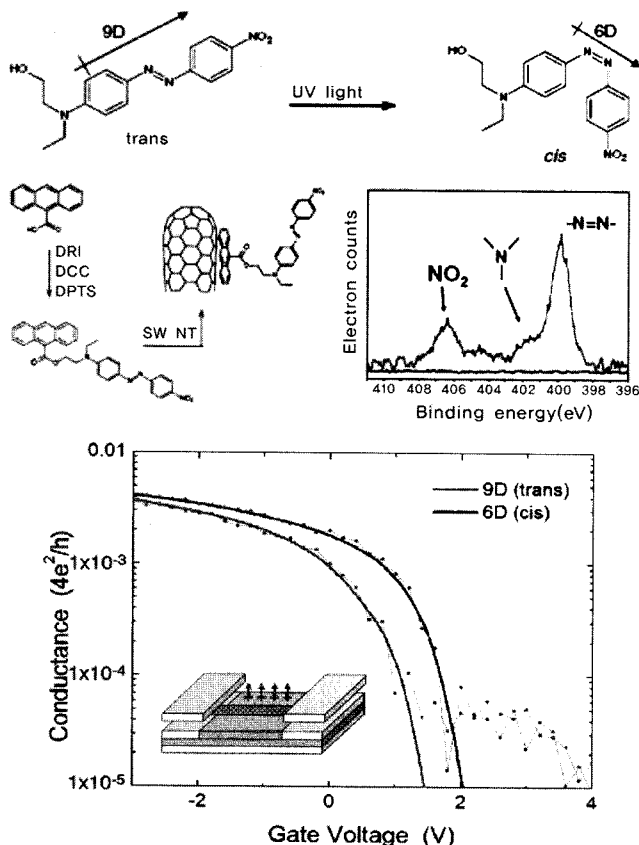 9D
NO₂
HO
N=N
N
trans
UV light
6D
HO
N=N
N
cis
NO₂
DRI
DCC
DPTS
SW NT
NO₂
Electron counts
NO₂
N
-N=N-
410 408 406 404 402 400 398 396
Binding energy(eV)
Conductance (4e²/h)
0.01
1x10⁻³
1x10⁻⁴
1x10⁻⁵
9D (trans)
6D (cis)
-2 0 2 4
Gate Voltage (V)